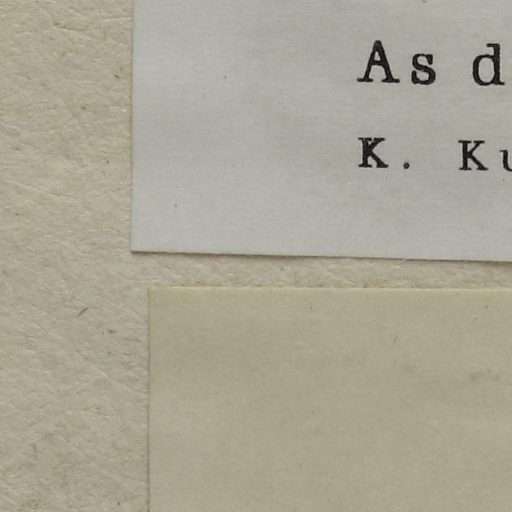 As d
K. Ku